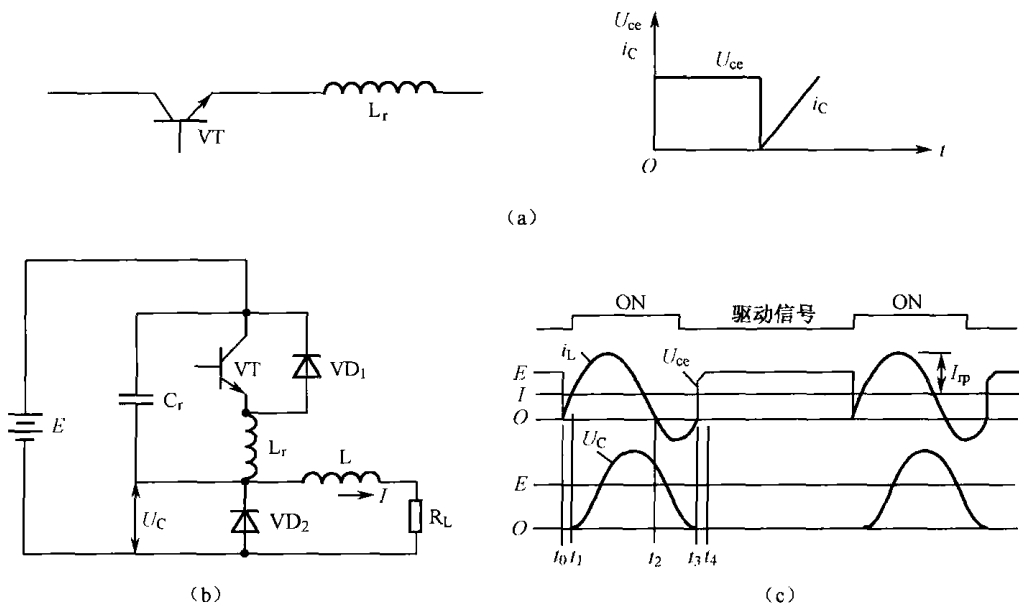 VT
L_r
U_ce
i_C
U_ce
i_C
O
t
(a)
C_r
VT
VD_1
E
L_r
L
I
U_C
VD_2
R_L
(b)
ON
驱动信号
ON
i_L
U_ce
I_rp
E
I
O
U_C
E
O
t_0 t_1 t_2 t_3 t_4
(c)